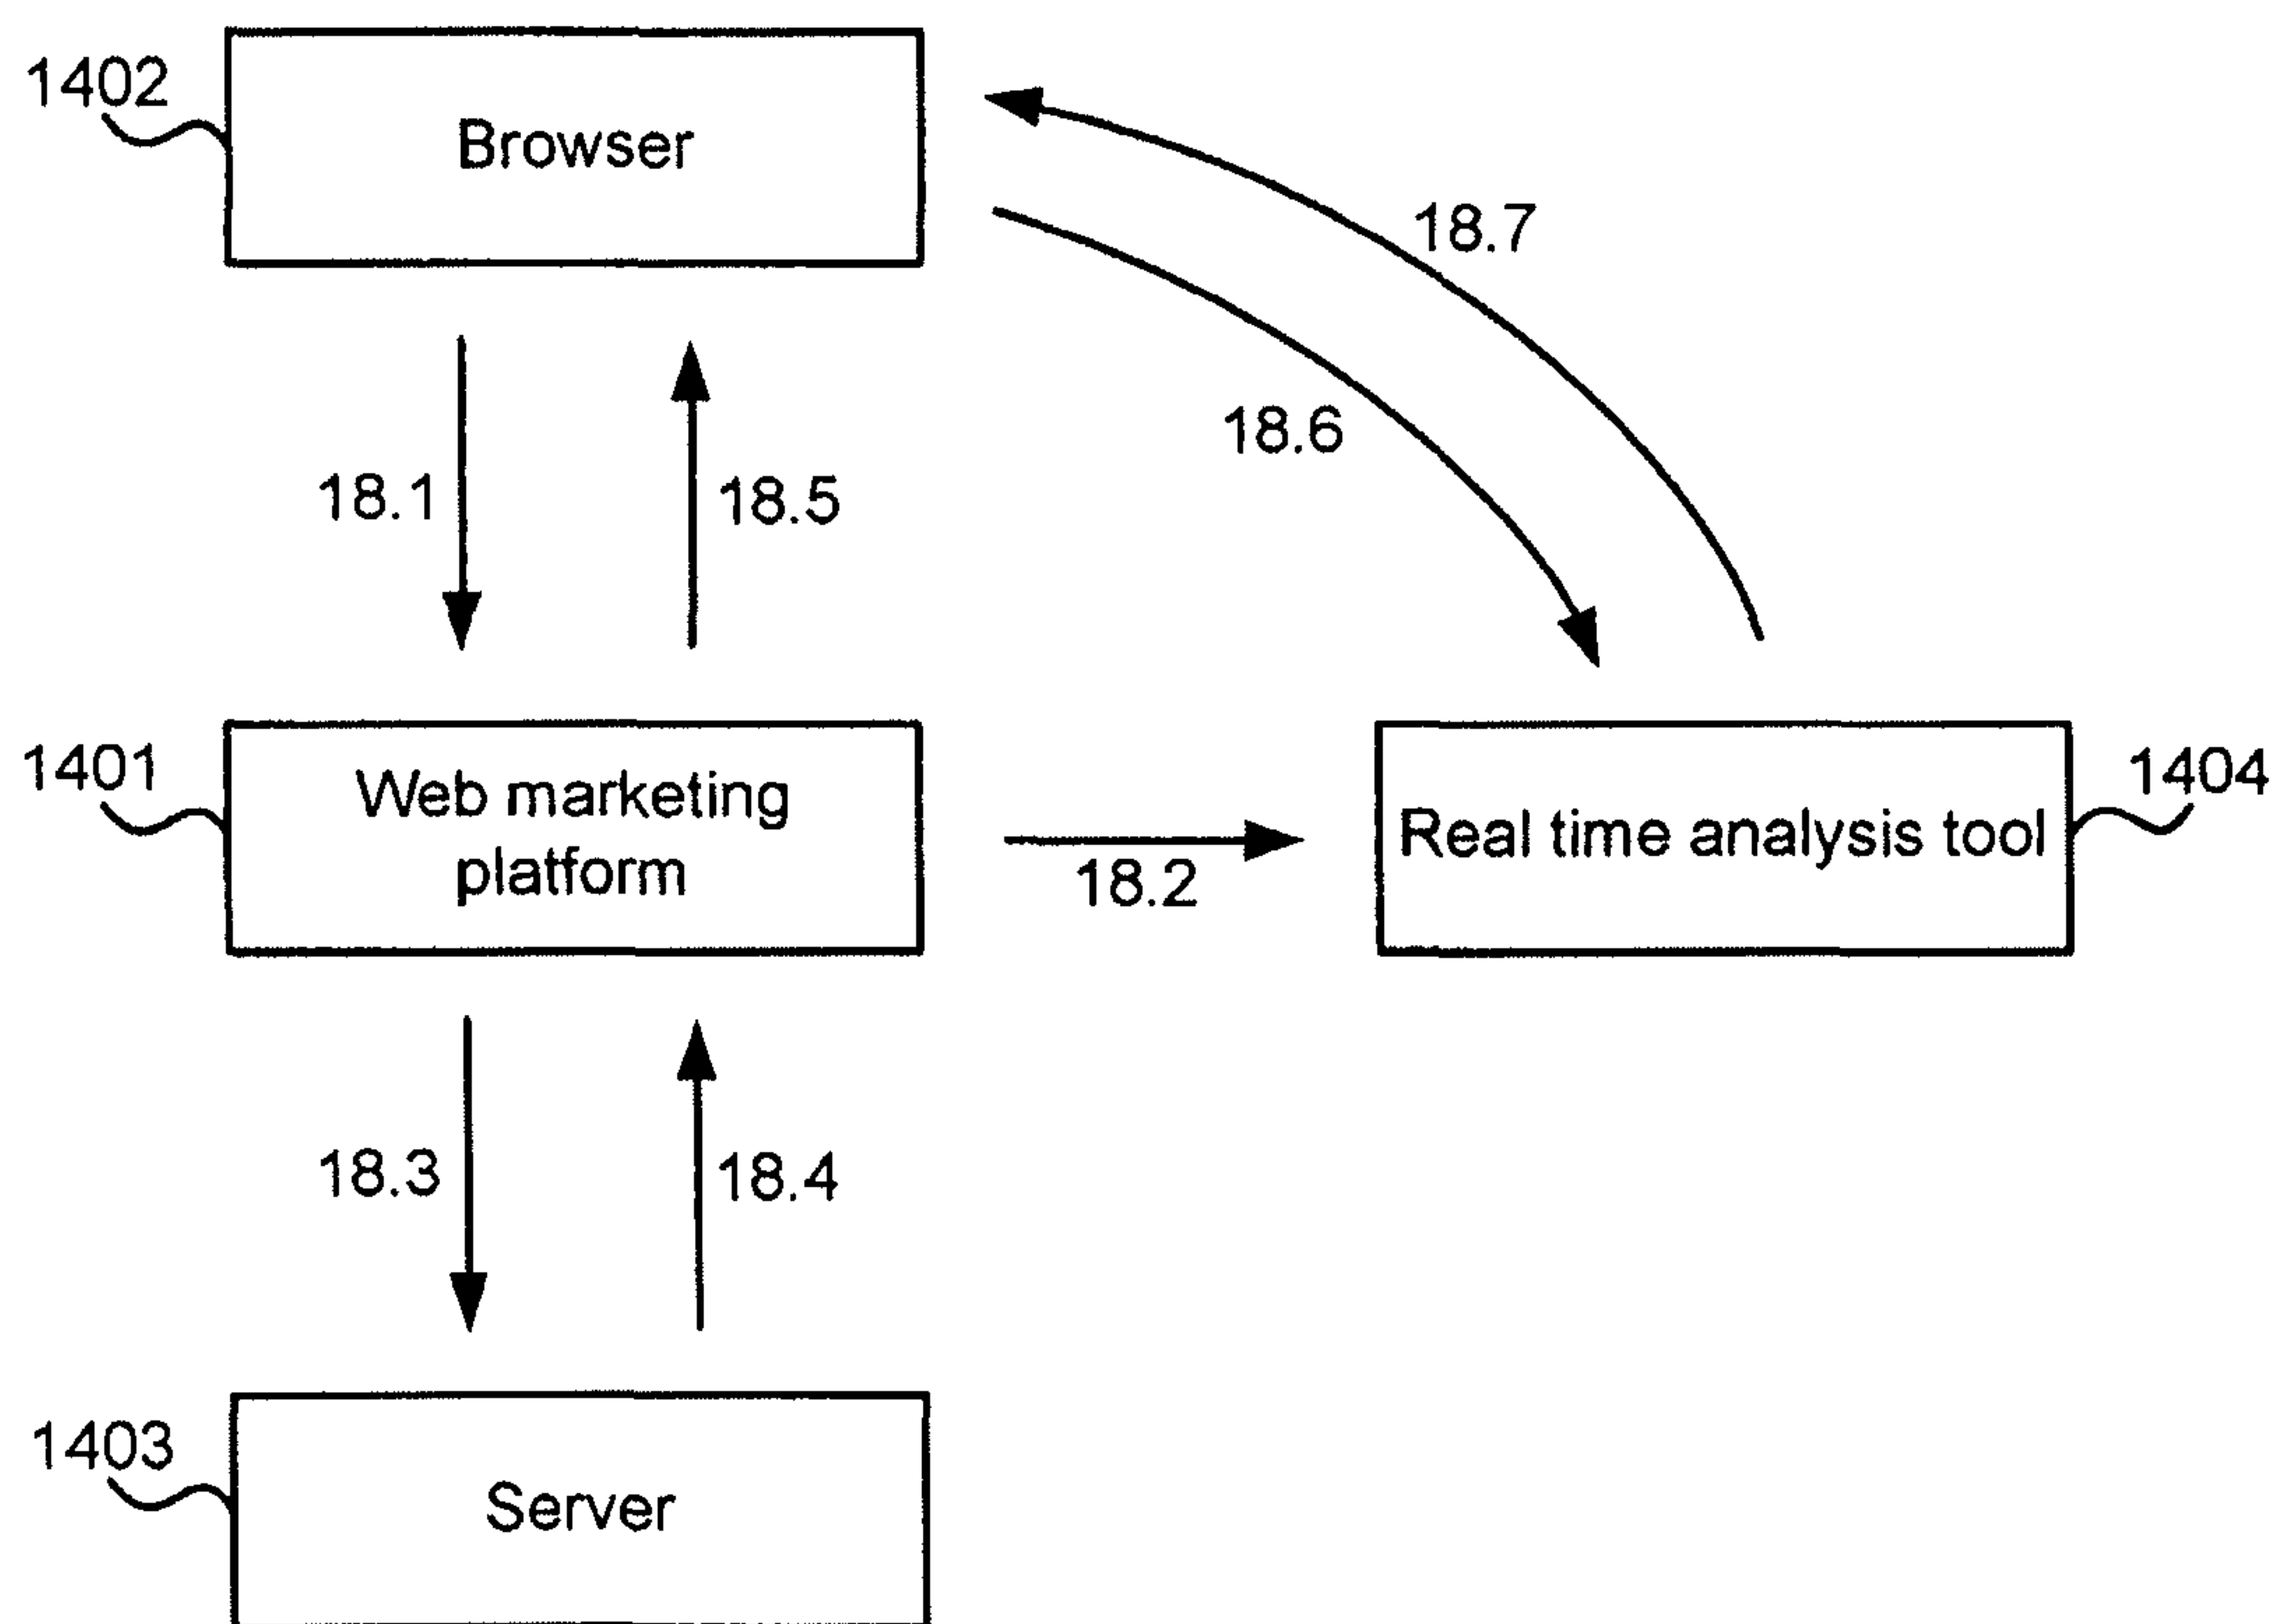 1402
Browser
18.7
18.6
18.1
18.5
1401
Web marketing
platform
18.2
Real time analysis tool
1404
18.3
18.4
1403
Server